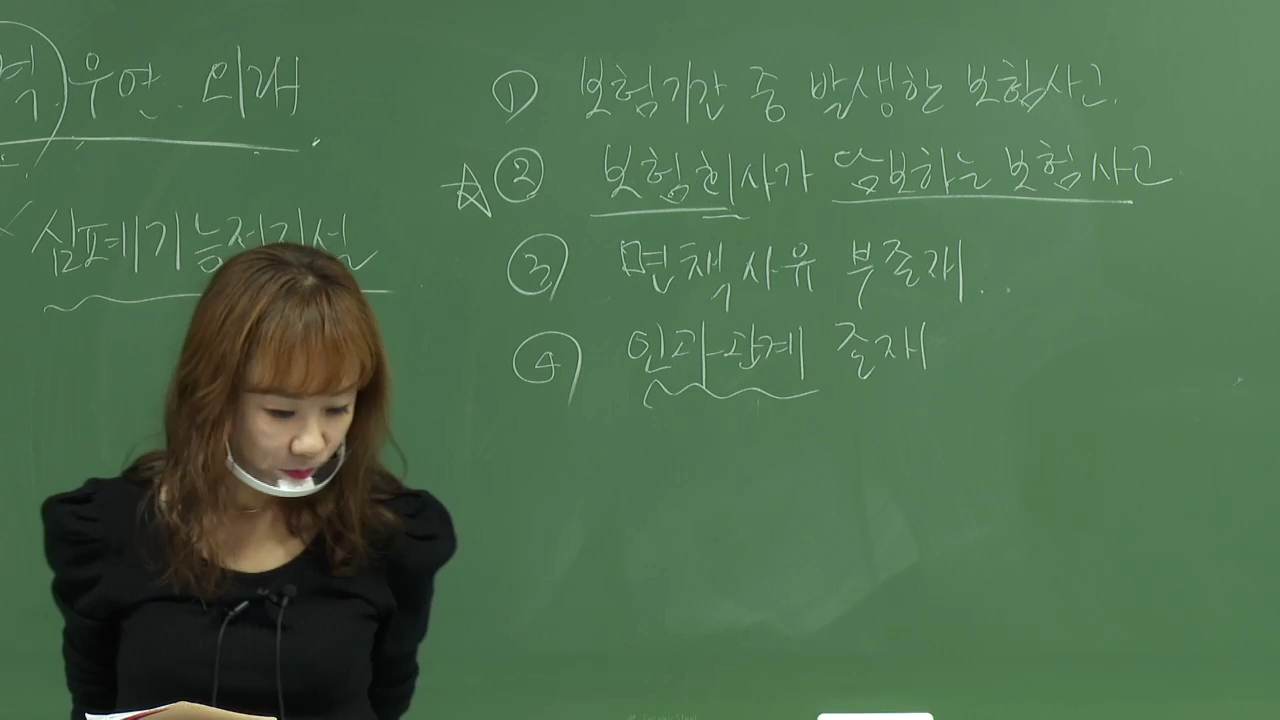 격 우연 외래
심폐기능정지설
① 보험기간 중 발생한 보험사고.
☆② 보험회사가 담보하는 보험사고.
③ 면책사유 부존재..
④ 인과관계 존재